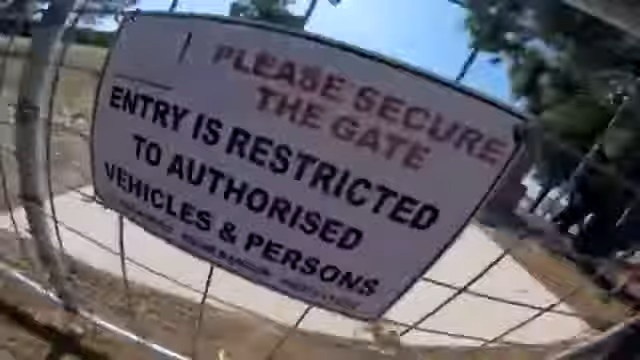 PLEASE SECURE
THE GATE
ENTRY IS RESTRICTED
TO AUTHORISED
VEHICLES & PERSONS